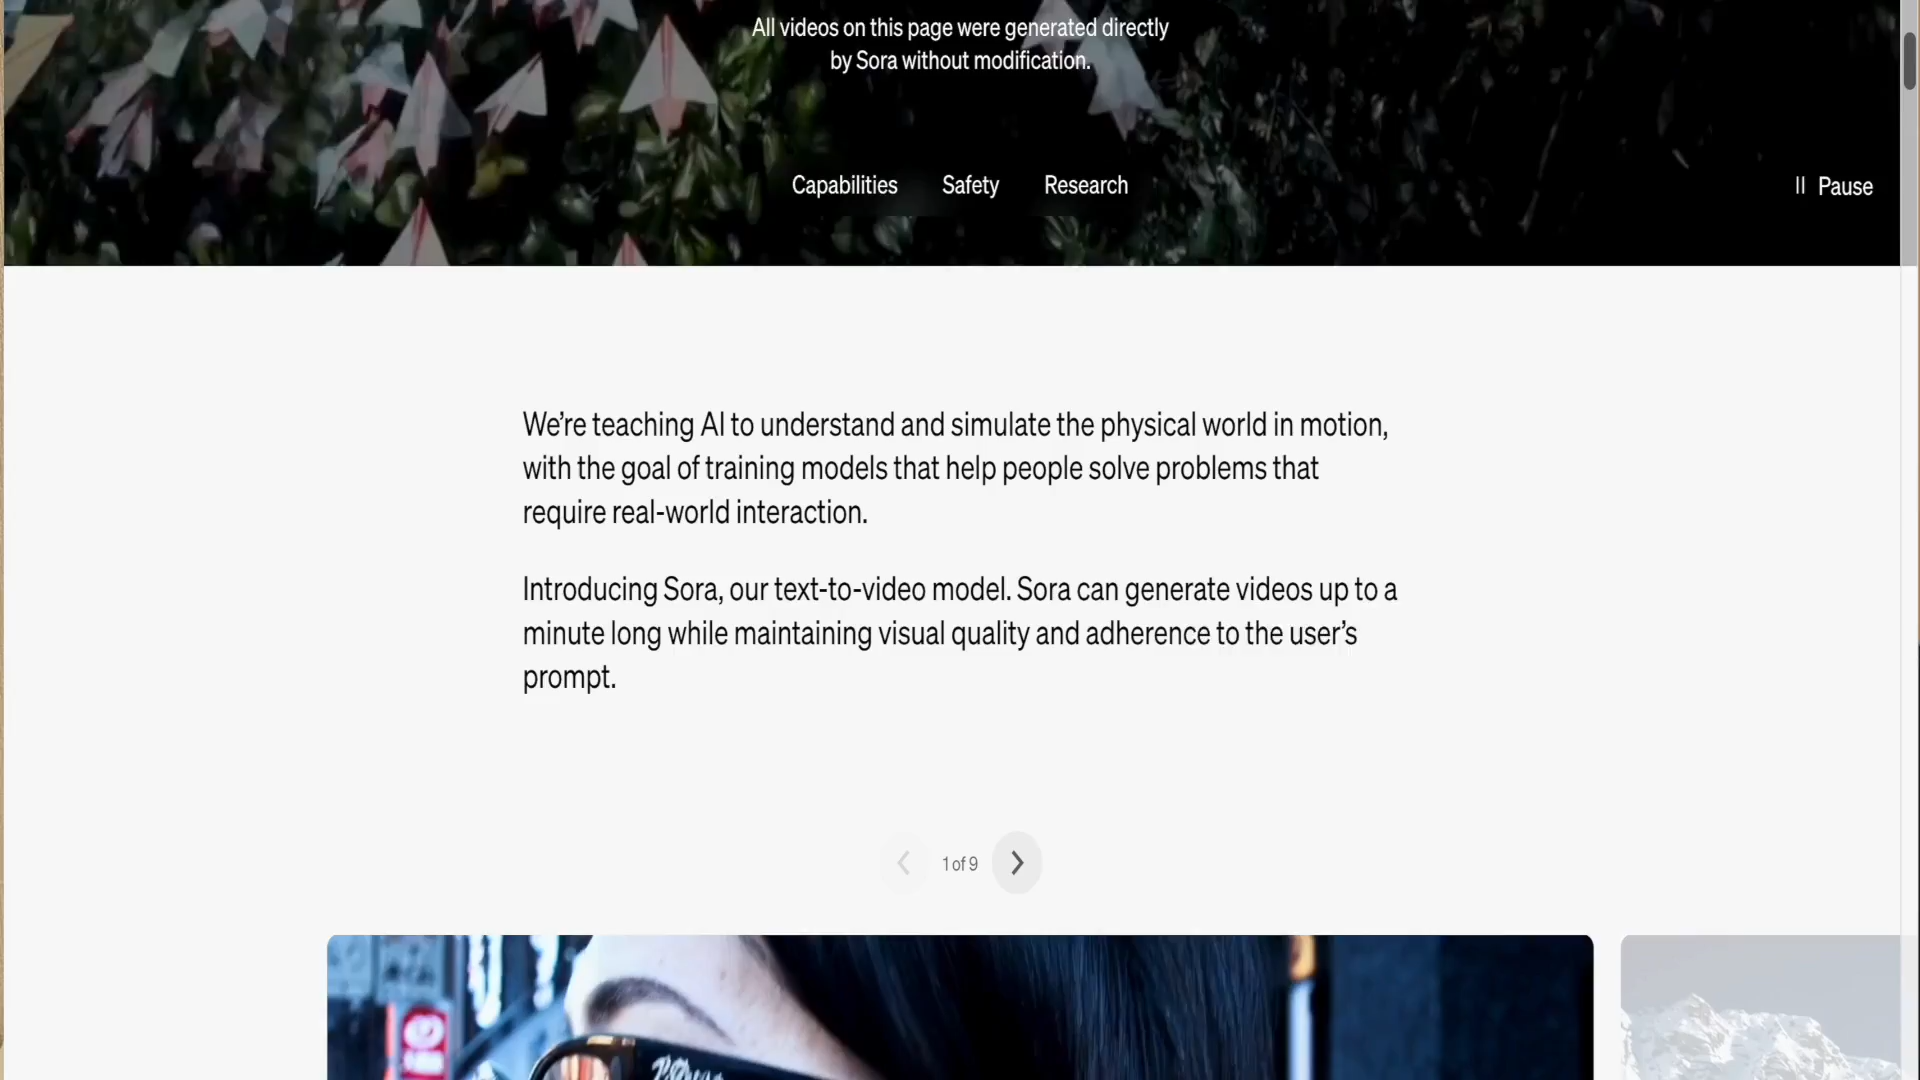 All videos on this page were generated directly
by Sora without modification.
Capabilities Safety Research
Pause
We’re teaching AI to understand and simulate the physical world in motion,
with the goal of training models that help people solve problems that
require real-world interaction.
Introducing Sora, our text-to-video model. Sora can generate videos up to a
minute long while maintaining visual quality and adherence to the user’s
prompt.
1 of 9